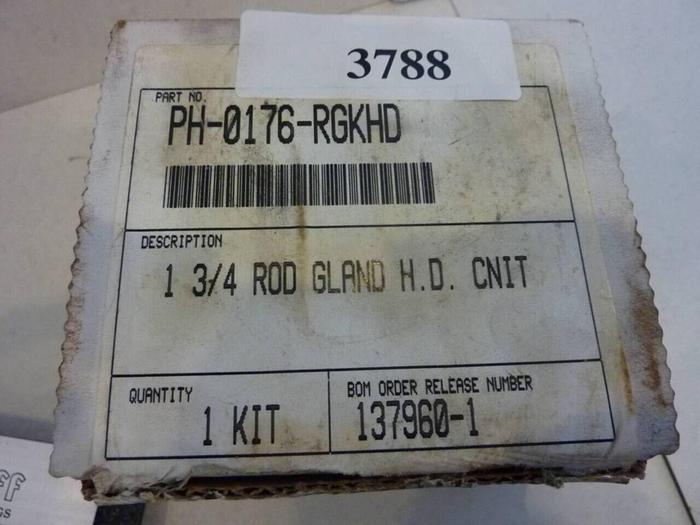 3788
PART NO.
PH-0176-RGKHD
DESCRIPTION
1 3/4 ROD GLAND H.D. CNIT
QUANTITY
1 KIT
BOM ORDER RELEASE NUMBER
137960-1